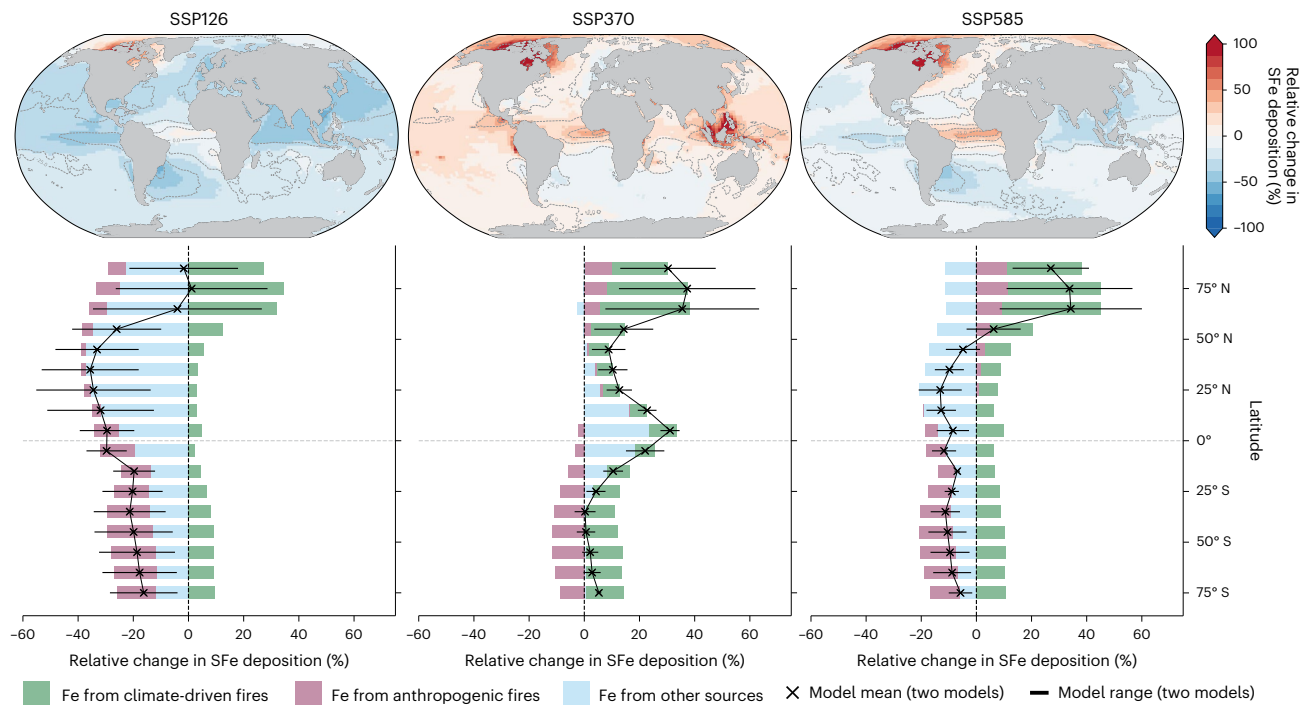 SSP126
SSP370
SSP585
100
50
0
−50
−100
Relative change in
SFe deposition (%)
75° N
50° N
25° N
0°
25° S
50° S
75° S
Latitude
−60 −40 −20 0 20 40 60
−60 −40 −20 0 20 40 60
−60 −40 −20 0 20 40 60
Relative change in SFe deposition (%)
Relative change in SFe deposition (%)
Relative change in SFe deposition (%)
Fe from climate-driven fires
Fe from anthropogenic fires
Fe from other sources
Model mean (two models)
Model range (two models)